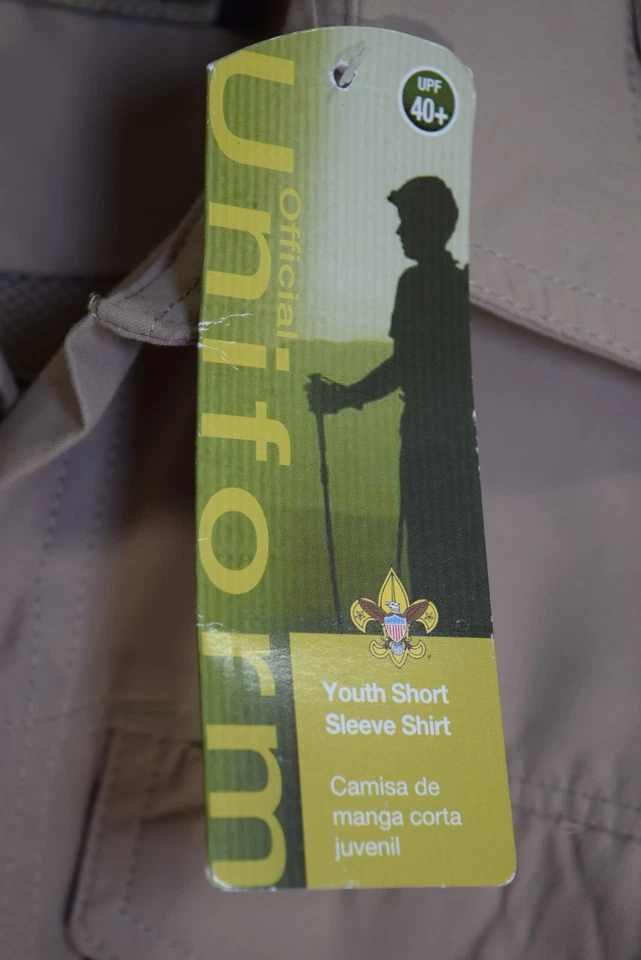 UPF
40+
Official
Uniform
Youth Short
Sleeve Shirt
Camisa de
manga corta
juvenil